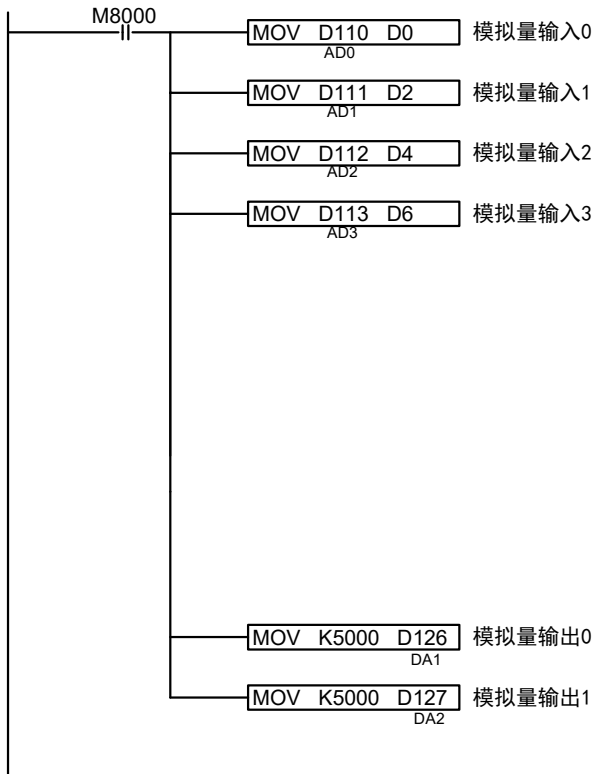 M8000
MOV D110 D0 模拟量输入0
AD0
MOV D111 D2 模拟量输入1
AD1
MOV D112 D4 模拟量输入2
AD2
MOV D113 D6 模拟量输入3
AD3
MOV K5000 D126 模拟量输出0
DA1
MOV K5000 D127 模拟量输出1
DA2